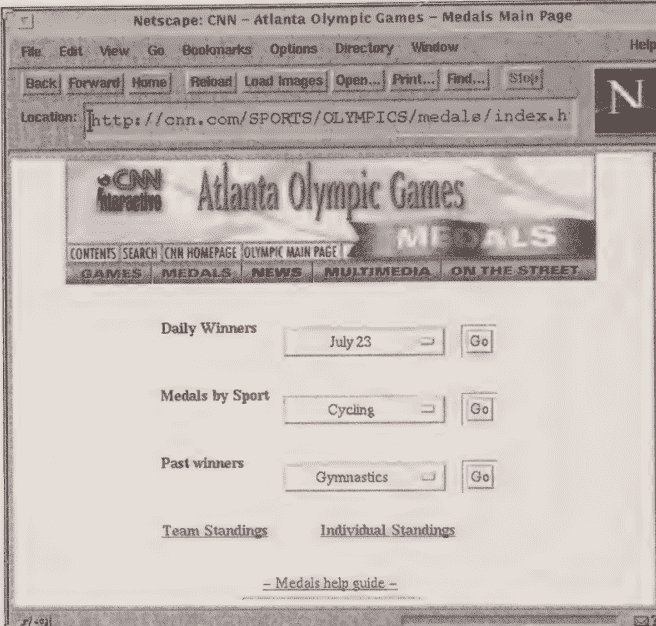 Netscape: CNN – Atlanta Olympic Games – Medals Main Page
File Edit View Go Bookmarks Options Directory Window Help
Back Forward Home Reload Load Images Open... Print... Find... Stop
N
Location: http://cnn.com/SPORTS/OLYMPICS/medals/index.h
CNN Interactive
Atlanta Olympic Games
MEDALS
CONTENTS SEARCH CNN HOMEPAGE OLYMPIC MAIN PAGE
GAMES MEDALS NEWS MULTIMEDIA ON THE STREET
Daily Winners July 23 Go
Medals by Sport Cycling Go
Past winners Gymnastics Go
Team Standings Individual Standings
– Medals help guide –